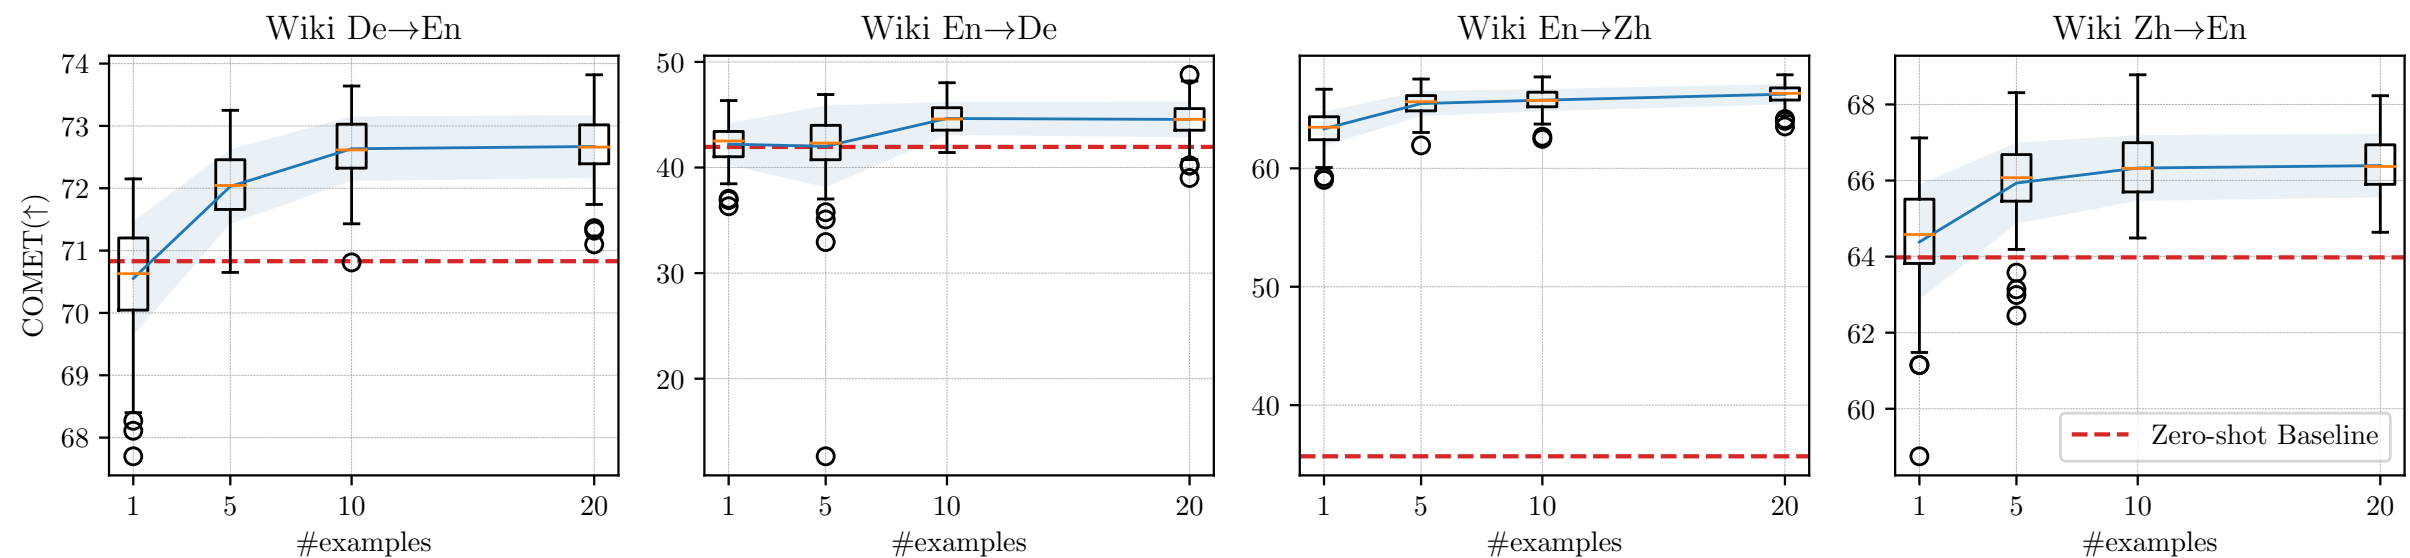 Wiki De→En
COMET(↑)
74
73
72
71
70
69
68
1 5 10 20
#examples
Wiki En→De
50
40
30
20
1 5 10 20
#examples
Wiki En→Zh
60
50
40
1 5 10 20
#examples
Wiki Zh→En
68
66
64
62
60
Zero-shot Baseline
1 5 10 20
#examples